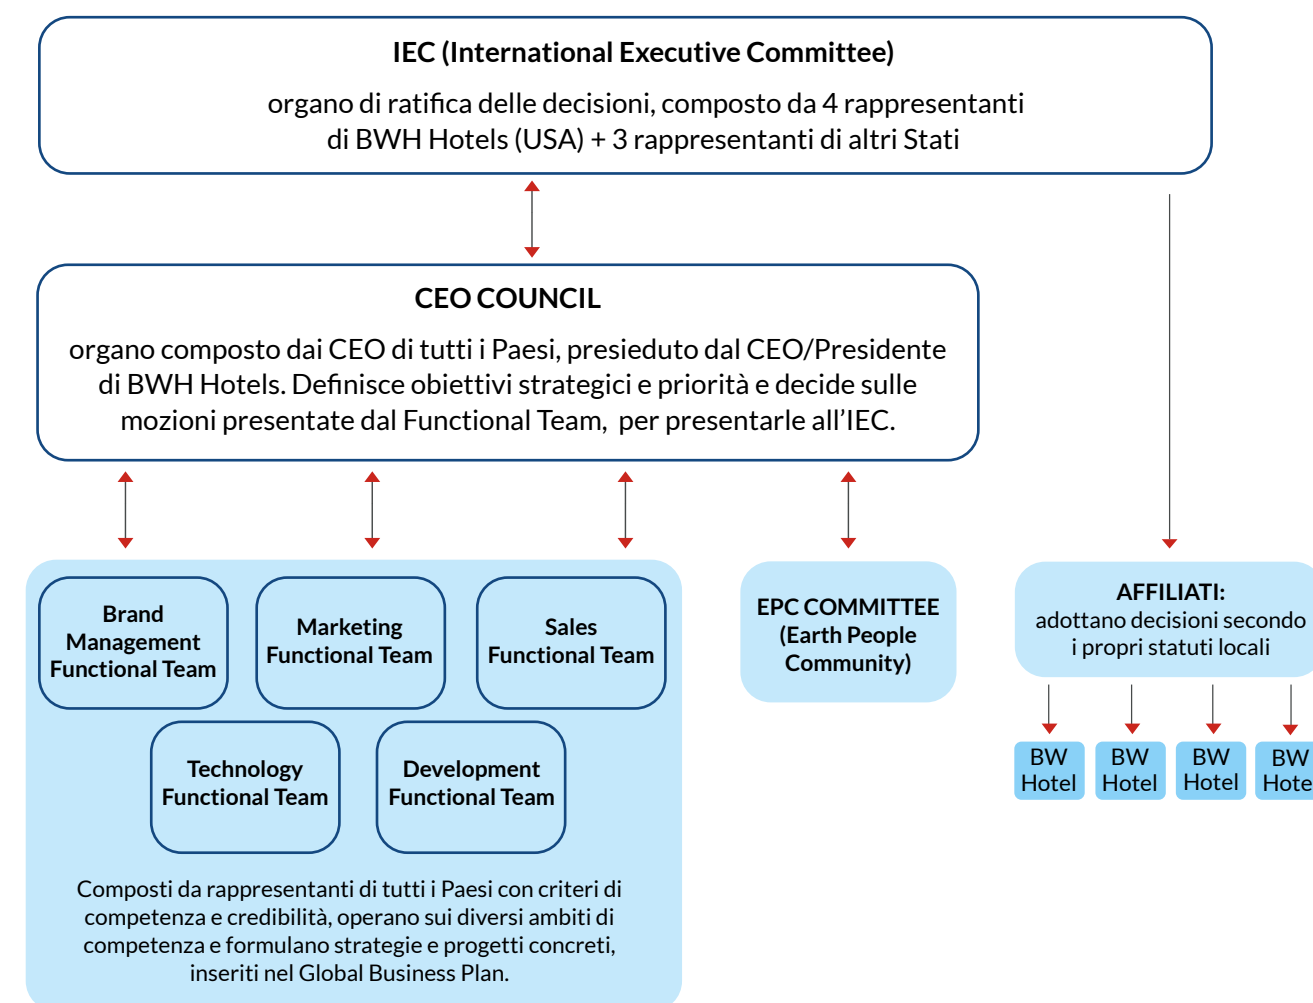 IEC (International Executive Committee)
organo di ratifica delle decisioni, composto da 4 rappresentanti
di BWH Hotels (USA) + 3 rappresentanti di altri Stati
CEO COUNCIL
organo composto dai CEO di tutti i Paesi, presieduto dal CEO/Presidente
di BWH Hotels. Definisce obiettivi strategici e priorità e decide sulle
mozioni presentate dal Functional Team, per presentarle all’IEC.
Brand
Management
Functional Team
Marketing
Functional Team
Sales
Functional Team
Technology
Functional Team
Development
Functional Team
Composti da rappresentanti di tutti i Paesi con criteri di
competenza e credibilità, operano sui diversi ambiti di
competenza e formulano strategie e progetti concreti,
inseriti nel Global Business Plan.
EPC COMMITTEE
(Earth People
Community)
AFFILIATI:
adottano decisioni secondo
i propri statuti locali
BW
Hotel
BW
Hotel
BW
Hotel
BW
Hote